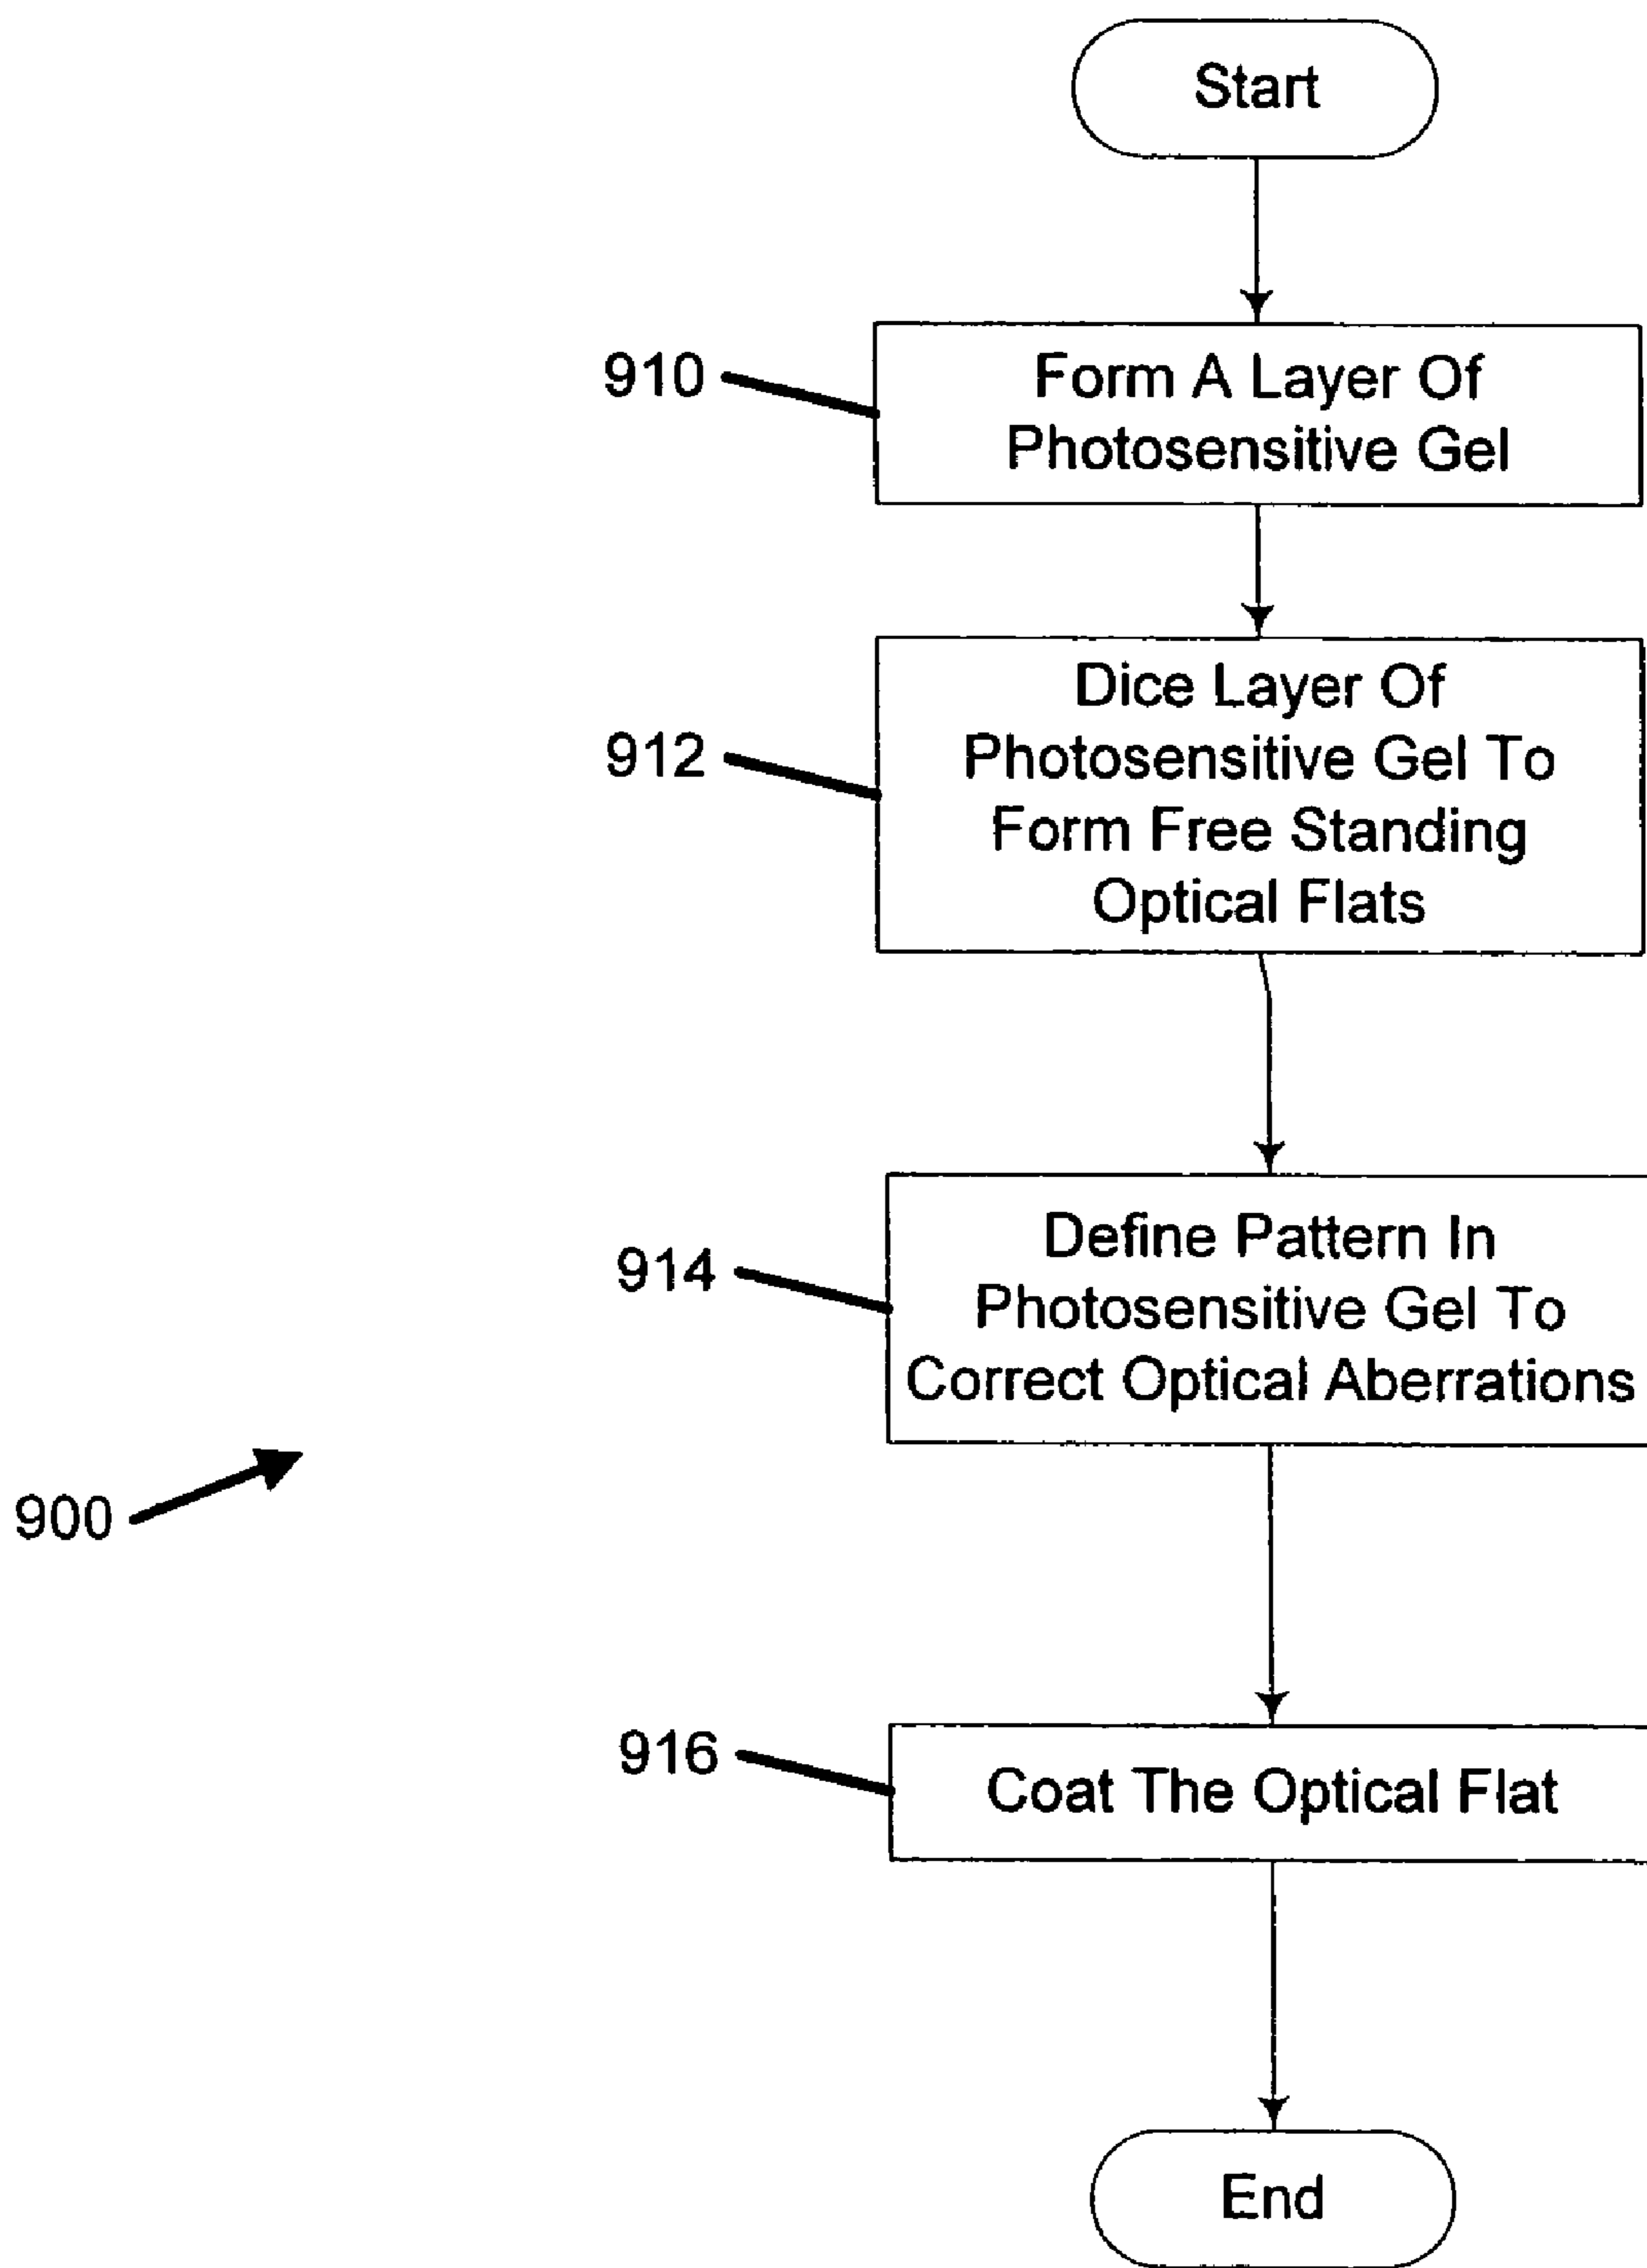 Start
910
Form A Layer Of
Photosensitive Gel
912
Dice Layer Of
Photosensitive Gel To
Form Free Standing
Optical Flats
914
Define Pattern In
Photosensitive Gel To
Correct Optical Aberrations
900
916
Coat The Optical Flat
End